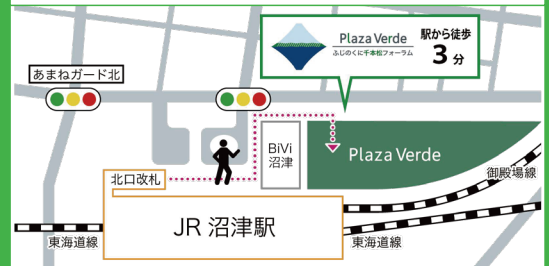 Plaza Verde
ふじのくに千本松フォーラム
駅から徒歩
3分
あまねガード北
BiVi
沼津
Plaza Verde
御殿場線
北口改札
JR 沼津駅
東海道線
東海道線